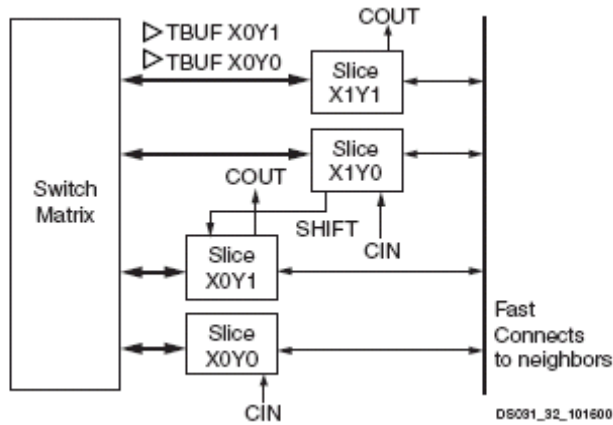 COUT
TBUF X0Y1
TBUF X0Y0
Slice
X1Y1
Slice
X1Y0
COUT
Switch
Matrix
SHIFT
CIN
Slice
X0Y1
Fast
Connects
to neighbors
Slice
X0Y0
CIN
DS031_32_101600